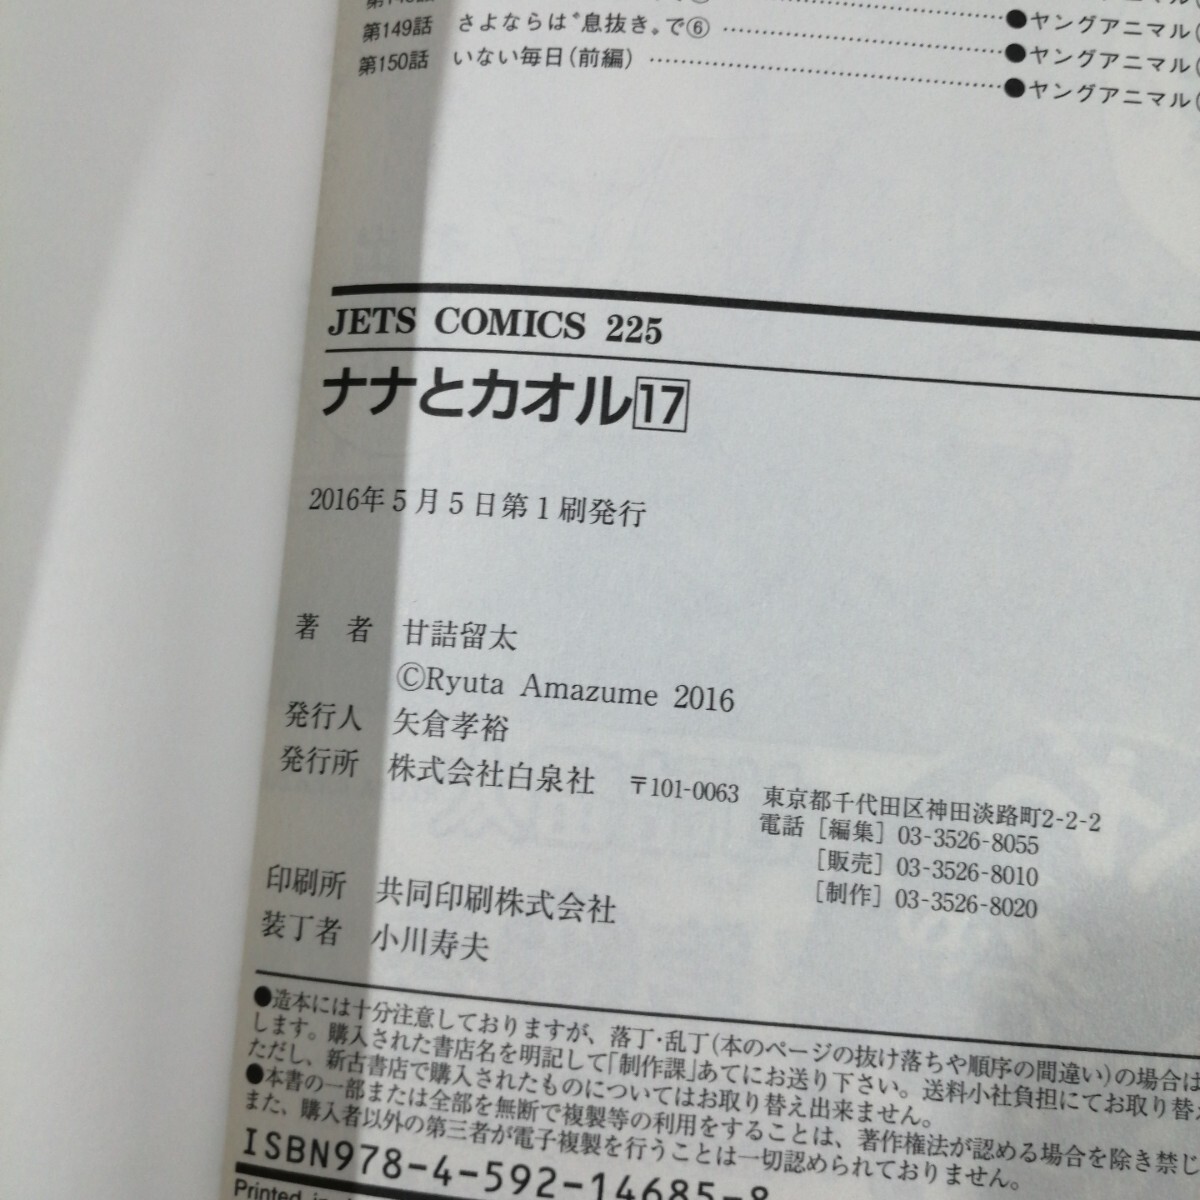 第149話 さよならは〝息抜き〟で⑥ ……●ヤングアニマル(
第150話 いない毎日(前編) ……●ヤングアニマル(
●ヤングアニマル(
JETS COMICS 225
ナナとカオル17
2016年5月5日第1刷発行
著 者 甘詰留太
©Ryuta Amazume 2016
発行人 矢倉孝裕
発行所 株式会社白泉社 〒101-0063 東京都千代田区神田淡路町2-2-2
電話[編集]03-3526-8055
[販売]03-3526-8010
[制作]03-3526-8020
印刷所 共同印刷株式会社
装丁者 小川寿夫
●造本には十分注意しておりますが、落丁・乱丁(本のページの抜け落ちや順序の間違い)の場合は
します。購入された書店名を明記して「制作課」あてにお送り下さい。送料小社負担にてお取り替
ただし、新古書店で購入されたものについてはお取り替え出来ません。
●本書の一部または全部を無断で複製等の利用をすることは、著作権法が認める場合を除き禁じ
また、購入者以外の第三者が電子複製を行うことは一切認められておりません。
ISBN978-4-592-14685-8
Printed in